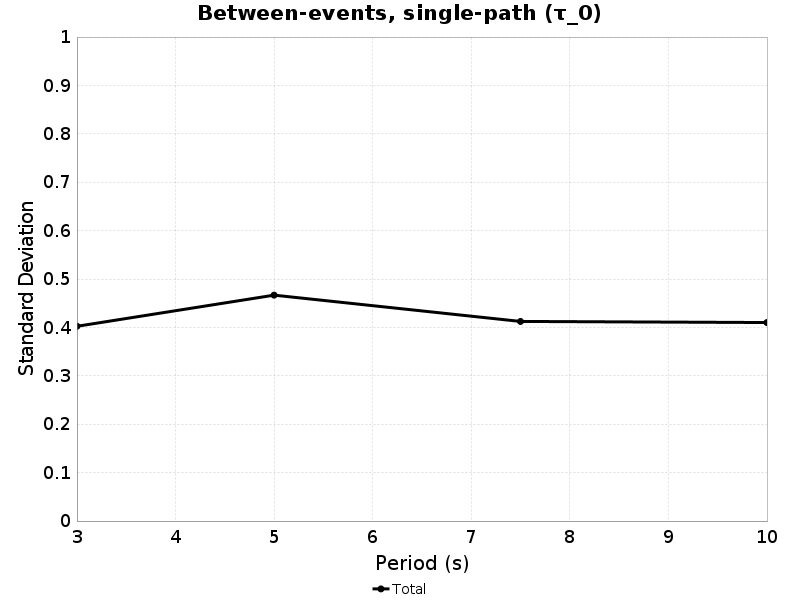 Between-events, single-path (τ_0)
1
0.9
0.8
0.7
0.6
0.5
0.4
0.3
0.2
0.1
0
Standard Deviation
3 4 5 6 7 8 9 10
Period (s)
Total